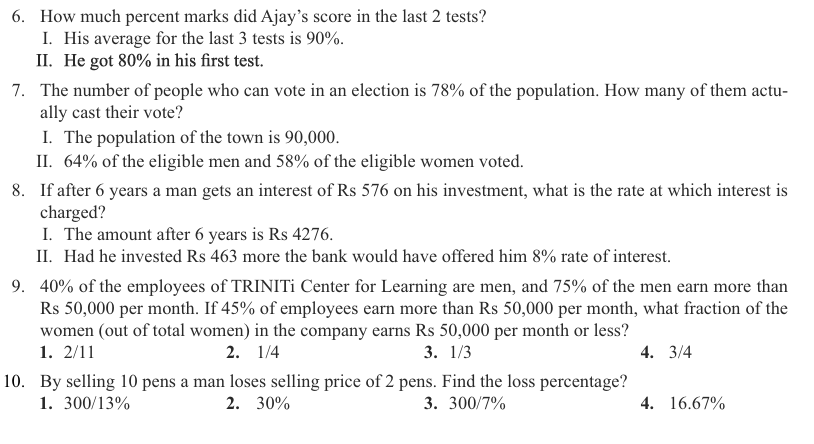 6. How much percent marks did Ajay's score in the last 2 tests?
I. His average for the last 3 tests is 90%.
II. He got 80% in his first test.
7. The number of people who can vote in an election is 78% of the population. How many of them actu-
ally cast their vote?
I. The population of the town is 90,000.
II. 64% of the eligible men and 58% of the eligible women voted.
8. If after 6 years a man gets an interest of Rs 576 on his investment, what is the rate at which interest is
charged?
I. The amount after 6 years is Rs 4276.
II. Had he invested Rs 463 more the bank would have offered him 8% rate of interest.
9. 40% of the employees of TRINITi Center for Learning are men, and 75% of the men earn more than
Rs 50,000 per month. If 45% of employees earn more than Rs 50,000 per month, what fraction of the
women (out of total women) in the company earns Rs 50,000 per month or less?
1. 2/11 2. 1/4 3. 1/3 4. 3/4
10. By selling 10 pens a man loses selling price of 2 pens. Find the loss percentage?
1. 300/13% 2. 30% 3. 300/7% 4. 16.67%